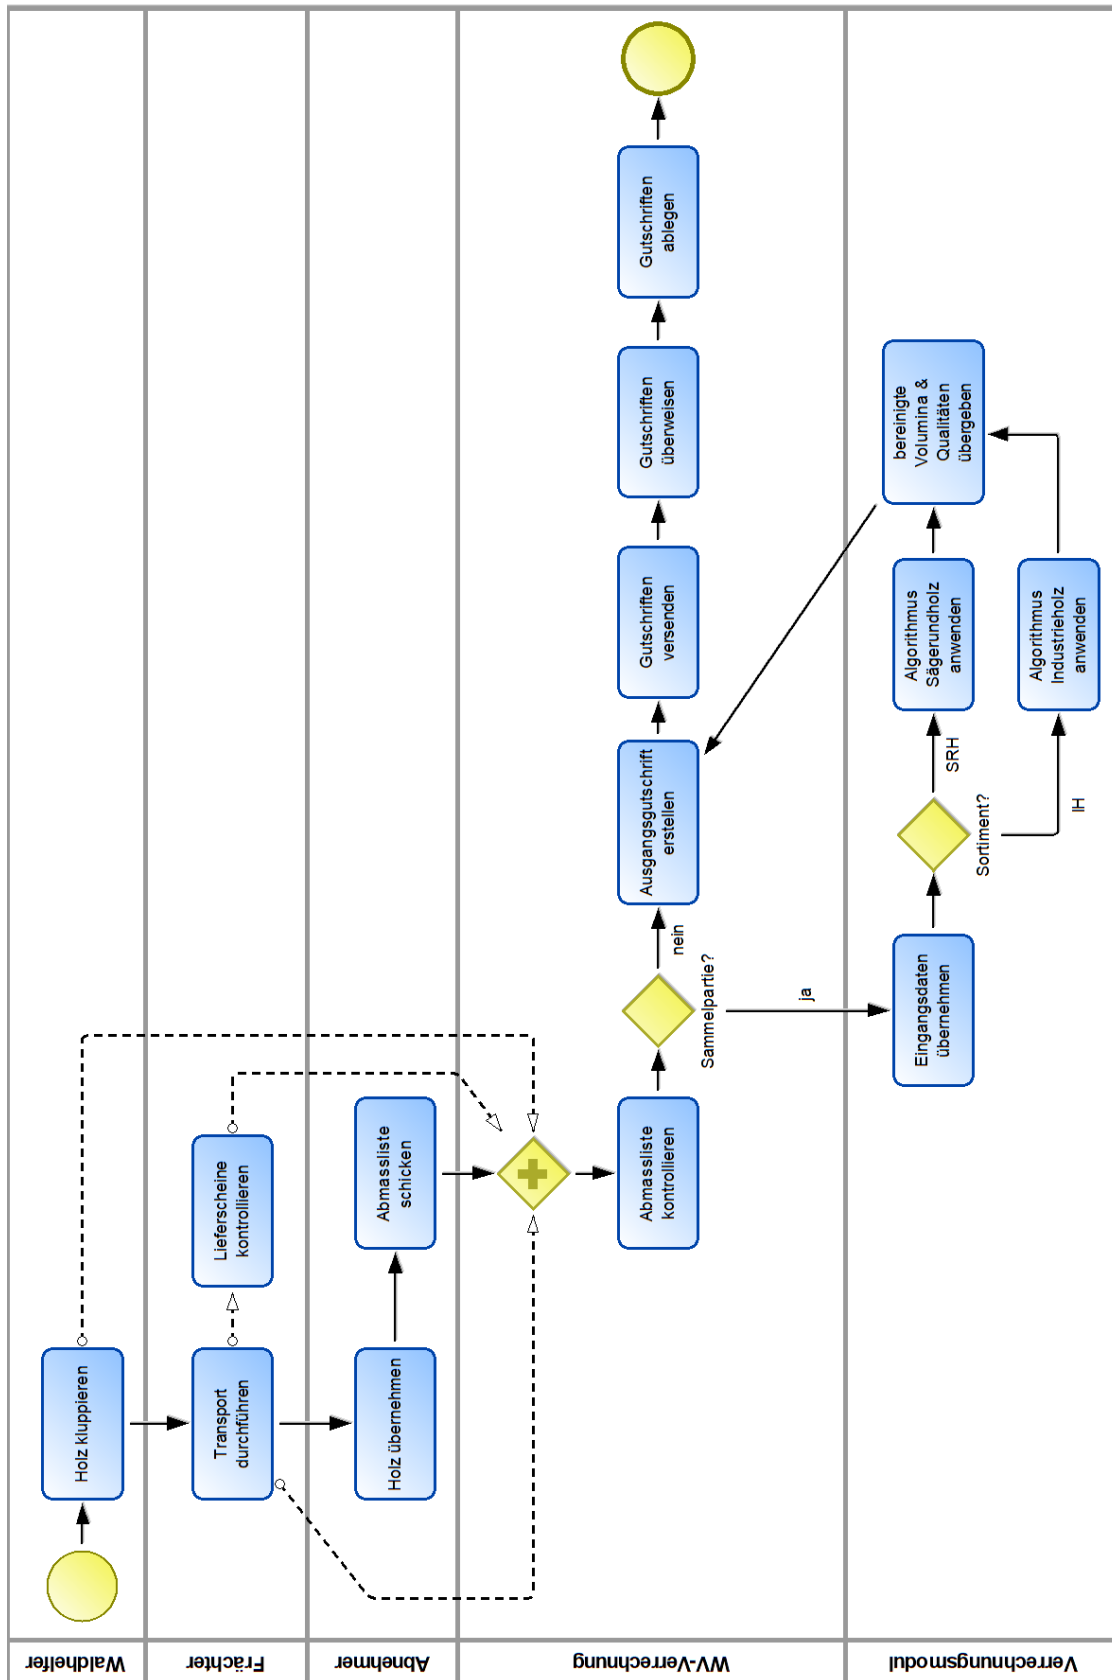 Waldhelfer
Holz kluppieren
Frächter
Transport
durchführen
Lieferscheine
kontrollieren
Abnehmer
Holz übernehmen
Abmassliste
schicken
WV-Verrechnung
Abmassliste
kontrollieren
Sammelpartie?
nein
ja
Ausgangsgutschrift
erstellen
Gutschriften
versenden
Gutschriften
überweisen
Gutschriften
ablegen
Verrechnungsmodul
Eingangsdaten
übernehmen
Sortiment?
SRH
IH
Algorithmus
Sägerundholz
anwenden
Algorithmus
Industrieholz
anwenden
bereinigte
Volumina &
Qualitäten
übergeben